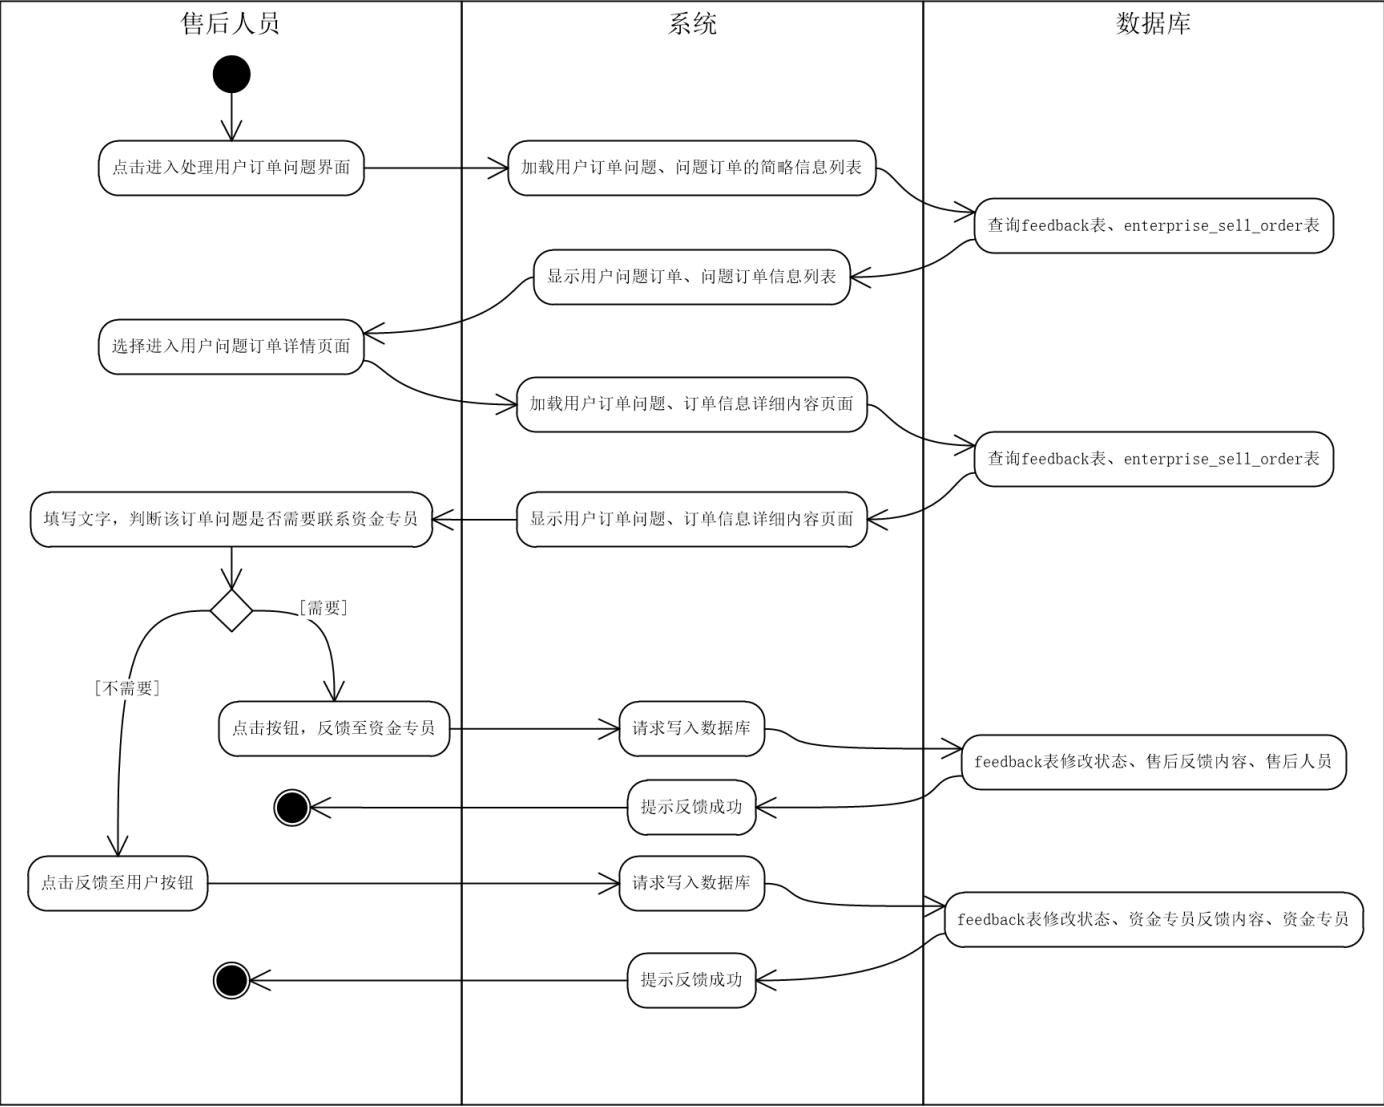 售后人员
系统
数据库
点击进入处理用户订单问题界面
加载用户订单问题、问题订单的简略信息列表
查询feedback表、enterprise_sell_order表
显示用户问题订单、问题订单信息列表
选择进入用户问题订单详情页面
加载用户订单问题、订单信息详细内容页面
查询feedback表、enterprise_sell_order表
填写文字，判断该订单问题是否需要联系资金专员
显示用户订单问题、订单信息详细内容页面
[需要]
[不需要]
点击按钮，反馈至资金专员
请求写入数据库
feedback表修改状态、售后反馈内容、售后人员
提示反馈成功
点击反馈至用户按钮
请求写入数据库
feedback表修改状态、资金专员反馈内容、资金专员
提示反馈成功